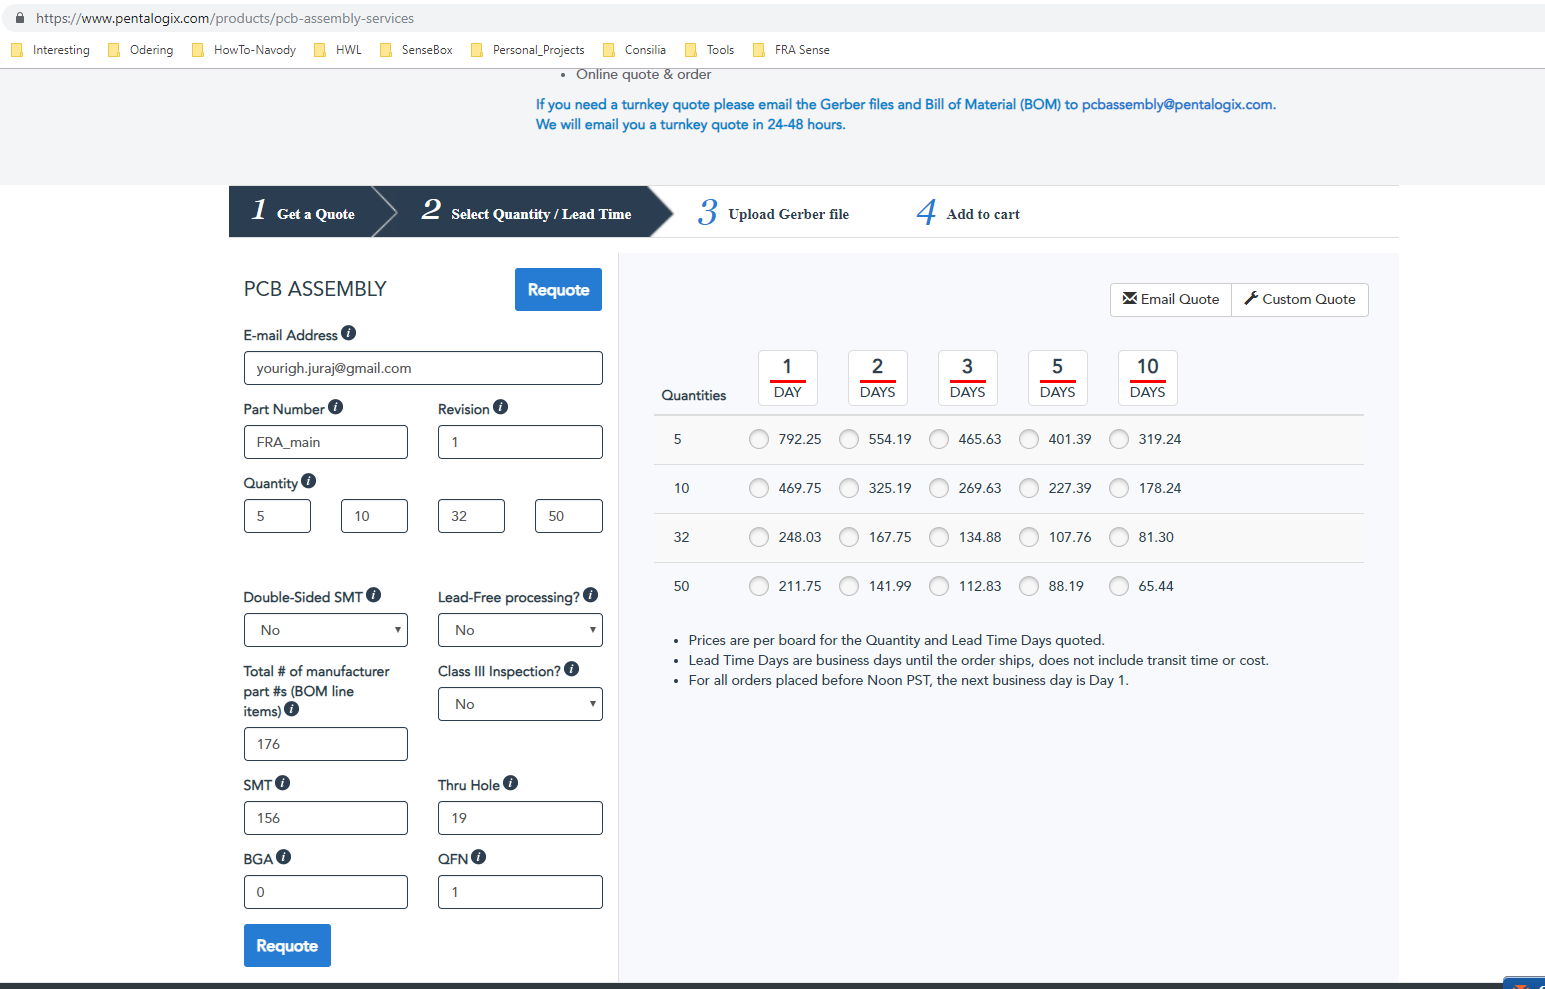 https://www.pentalogix.com/products/pcb-assembly-services
Interesting Odering HowTo-Navody HWL SenseBox Personal_Projects Consilia Tools FRA Sense
• Online quote & order
If you need a turnkey quote please email the Gerber files and Bill of Material (BOM) to pcbassembly@pentalogix.com.
We will email you a turnkey quote in 24-48 hours.
1 Get a Quote 2 Select Quantity / Lead Time 3 Upload Gerber file 4 Add to cart
PCB ASSEMBLY Requote
E-mail Address
yourigh.juraj@gmail.com
Part Number Revision
FRA_main 1
Quantity
5 10 32 50
Double-Sided SMT Lead-Free processing?
No No
Total # of manufacturer
part #s (BOM line
items)
Class III Inspection?
No
176
SMT Thru Hole
156 19
BGA QFN
0 1
Requote
Email Quote Custom Quote
Quantities 1 DAY 2 DAYS 3 DAYS 5 DAYS 10 DAYS
5 792.25 554.19 465.63 401.39 319.24
10 469.75 325.19 269.63 227.39 178.24
32 248.03 167.75 134.88 107.76 81.30
50 211.75 141.99 112.83 88.19 65.44
• Prices are per board for the Quantity and Lead Time Days quoted.
• Lead Time Days are business days until the order ships, does not include transit time or cost.
• For all orders placed before Noon PST, the next business day is Day 1.